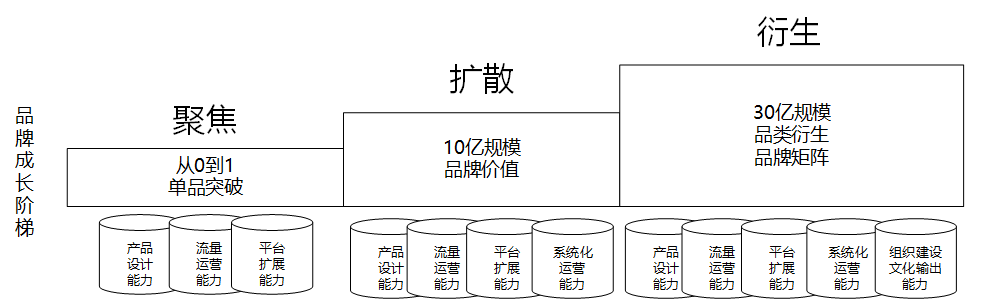 品牌成长阶梯
聚焦
从0到1
单品突破
扩散
10亿规模
品牌价值
衍生
30亿规模
品类衍生
品牌矩阵
产品
设计
能力
流量
运营
能力
平台
扩展
能力
产品
设计
能力
流量
运营
能力
平台
扩展
能力
系统化
运营
能力
产品
设计
能力
流量
运营
能力
平台
扩展
能力
系统化
运营
能力
组织建设
文化输出
能力